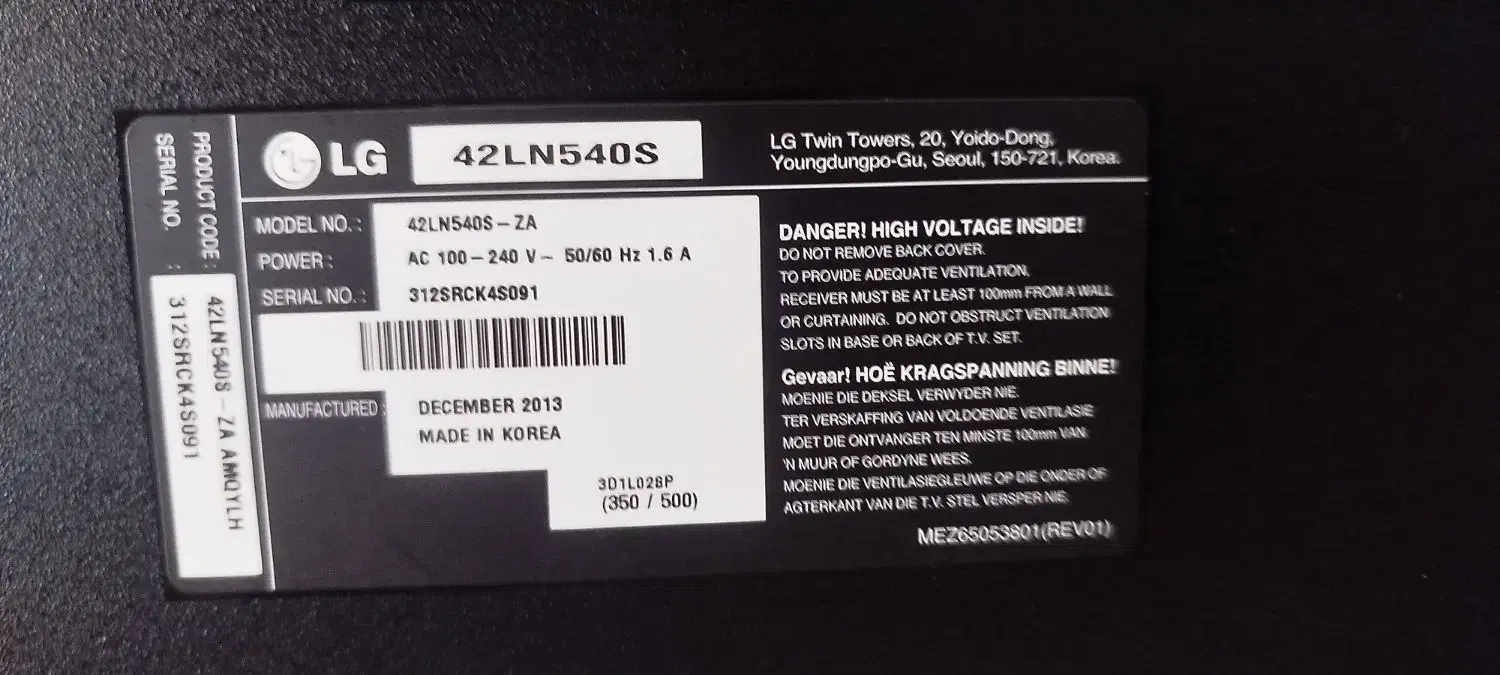 PRODUCT CODE : 42LN540S – ZA AMQYLH
SERIAL NO. : 312SRCK4S091
LG 42LN540S
LG Twin Towers, 20, Yoido-Dong,
Youngdungpo-Gu, Seoul, 150-721, Korea.
MODEL NO. : 42LN540S – ZA
POWER : AC 100 – 240 V ~ 50/60 Hz 1.6 A
SERIAL NO. : 312SRCK4S091
MANUFACTURED : DECEMBER 2013
MADE IN KOREA
3D1L028P
(350 / 500)
DANGER! HIGH VOLTAGE INSIDE!
DO NOT REMOVE BACK COVER.
TO PROVIDE ADEQUATE VENTILATION,
RECEIVER MUST BE AT LEAST 100mm FROM A WALL
OR CURTAINING. DO NOT OBSTRUCT VENTILATION
SLOTS IN BASE OR BACK OF T.V. SET.
Gevaar! HOË KRAGSPANNING BINNE!
MOENIE DIE DEKSEL VERWYDER NIE.
TER VERSKAFFING VAN VOLDOENDE VENTILASIE
MOET DIE ONTVANGER TEN MINSTE 100mm VAN
'N MUUR OF GORDYNE WEES.
MOENIE DIE VENTILASIEGLEUWE OP DIE ONDER OF
AGTERKANT VAN DIE T.V. STEL VERSPER NIE.
MEZ65053801(REV01)